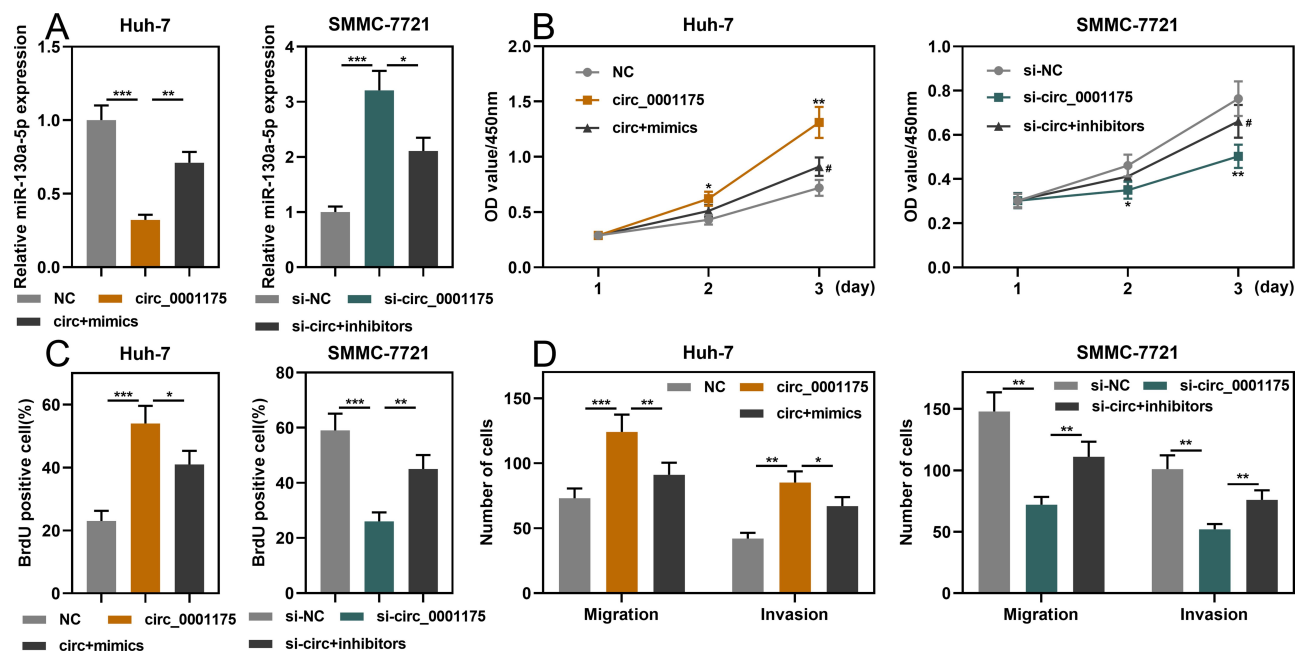 A
Huh-7
Relative miR-130a-5p expression
1.5
1.0
0.5
0.0
***
**
NC
circ_0001175
circ+mimics
SMMC-7721
Relative miR-130a-5p expression
4
3
2
1
0
***
*
si-NC
si-circ_0001175
si-circ+inhibitors
B
Huh-7
OD value/450nm
2.0
1.5
1.0
0.5
0.0
NC
circ_0001175
circ+mimics
*
**
#
1 2 3 (day)
SMMC-7721
OD value/450nm
1.0
0.8
0.6
0.4
0.2
0.0
si-NC
si-circ_0001175
si-circ+inhibitors
*
#
**
1 2 3 (day)
C
Huh-7
BrdU positive cell(%)
60
40
20
0
***
*
NC
circ_0001175
circ+mimics
SMMC-7721
BrdU positive cell(%)
80
60
40
20
0
***
**
si-NC
si-circ_0001175
si-circ+inhibitors
D
Huh-7
Number of cells
150
100
50
0
NC
circ_0001175
circ+mimics
***
**
**
*
Migration
Invasion
SMMC-7721
Number of cells
150
100
50
0
si-NC
si-circ_0001175
si-circ+inhibitors
**
**
**
**
Migration
Invasion